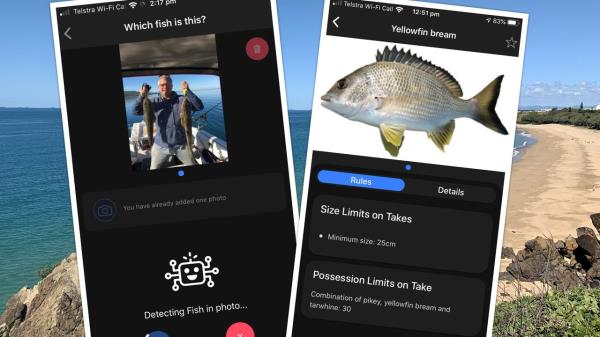 Telstra Wi-Fi Call
2:17 pm
Which fish is this?
You have already added one photo
Detecting Fish in photo...
Telstra Wi-Fi Call
12:51 pm
83%
Yellowfin bream
Rules
Details
Size Limits on Takes
• Minimum size: 25cm
Possession Limits on Take
Combination of pikey, yellowfin bream and
tarwhine: 30